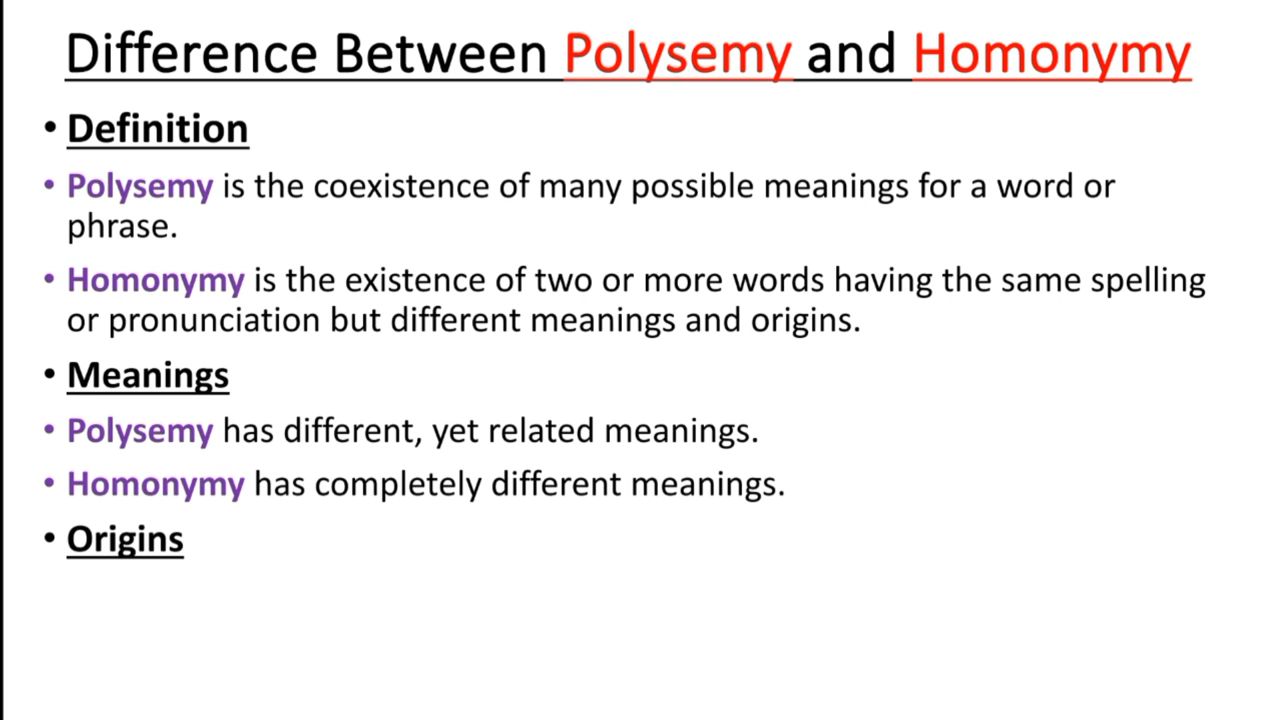 Difference Between Polysemy and Homonymy
• Definition
• Polysemy is the coexistence of many possible meanings for a word or
phrase.
• Homonymy is the existence of two or more words having the same spelling
or pronunciation but different meanings and origins.
• Meanings
• Polysemy has different, yet related meanings.
• Homonymy has completely different meanings.
• Origins